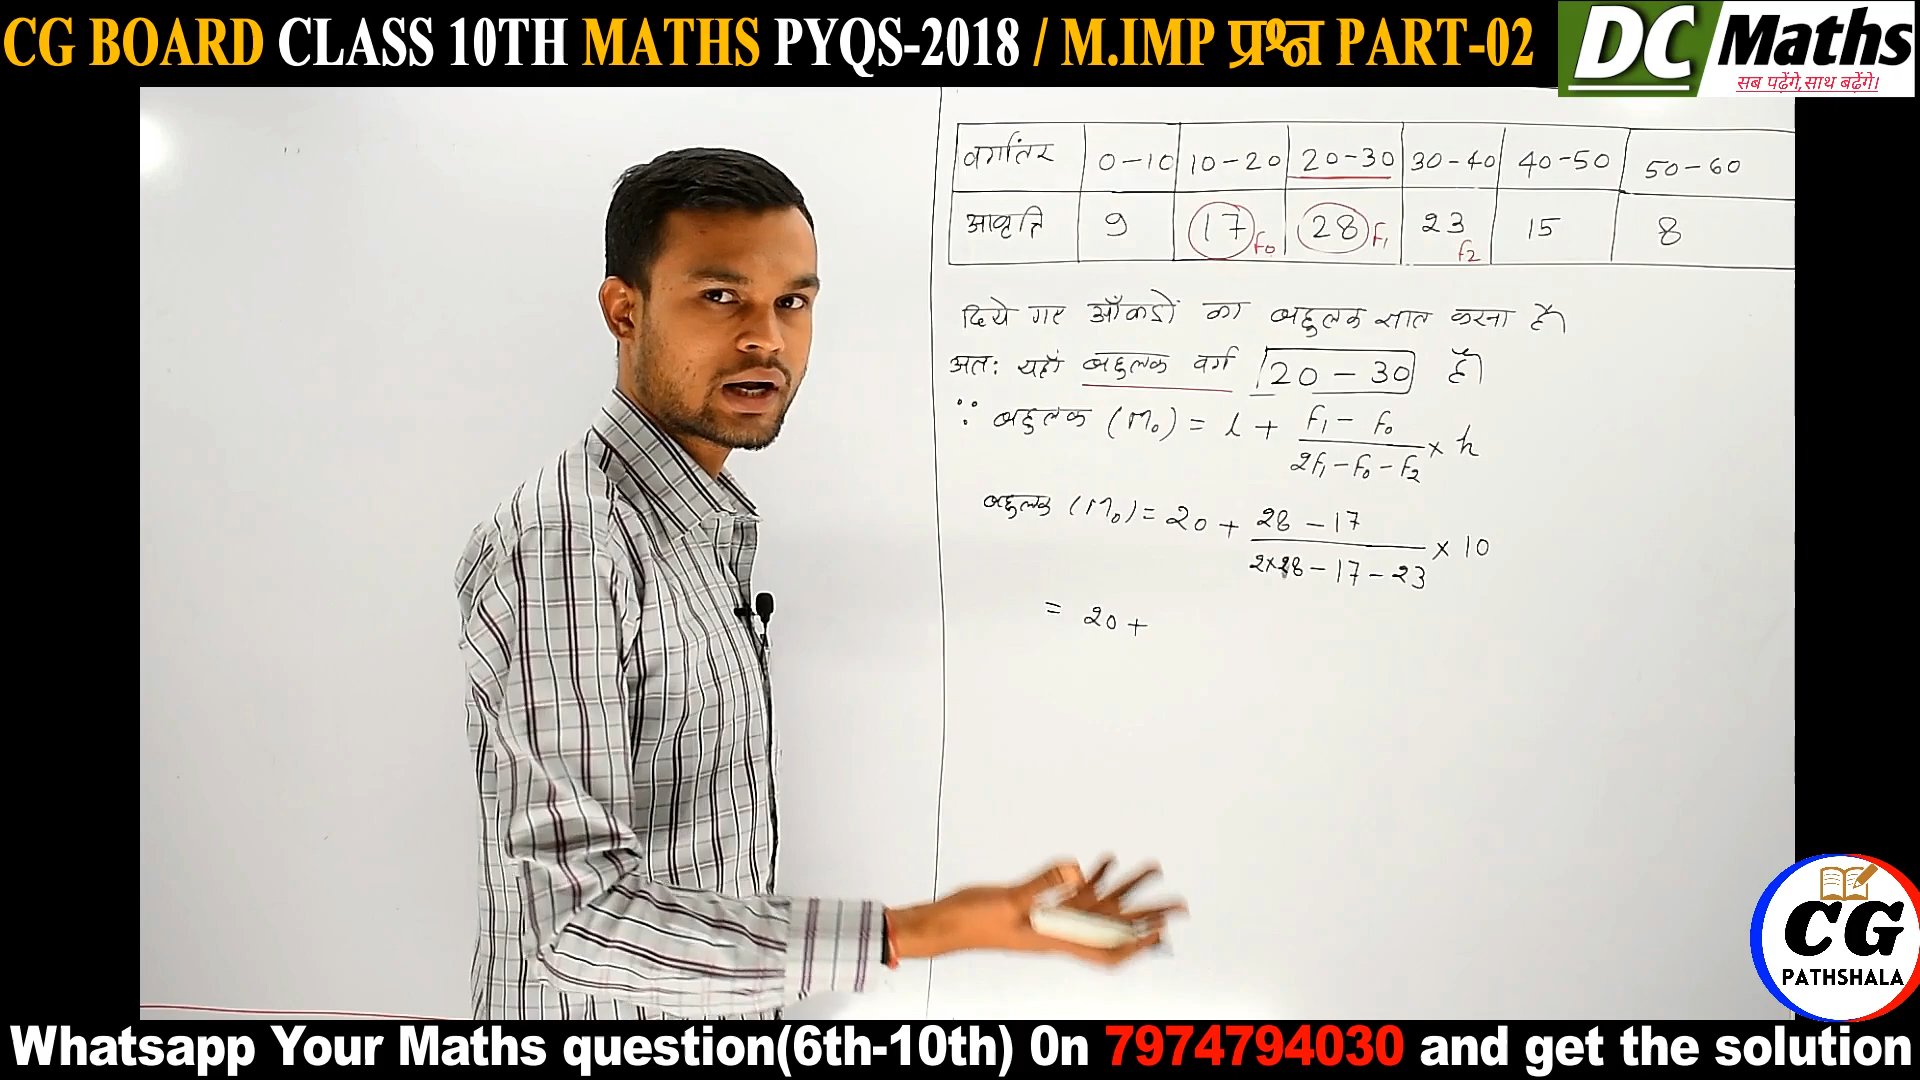 CG BOARD CLASS 10TH MATHS PYQS-2018 / M.IMP प्रश्न PART-02
DC Maths
सब पढ़ेंगे,साथ बढ़ेंगे।
वर्गांतर 0-10 10-20 20-30 30-40 40-50 50-60
आवृत्ति 9 17 F₀ 28 F₁ 23 F₂ 15 8
दिये गए आँकडों का बहुलक ज्ञात करना है
अत: यहाँ बहुलक वर्ग 20-30 है
∵ बहुलक (M₀) = l + (F₁ - F₀)/(2F₁ - F₀ - F₂) × h
बहुलक (M₀) = 20 + (28 - 17)/(2×28 - 17 - 23) × 10
= 20 +
CG
PATHSHALA
Whatsapp Your Maths question(6th-10th) 0n 7974794030 and get the solution